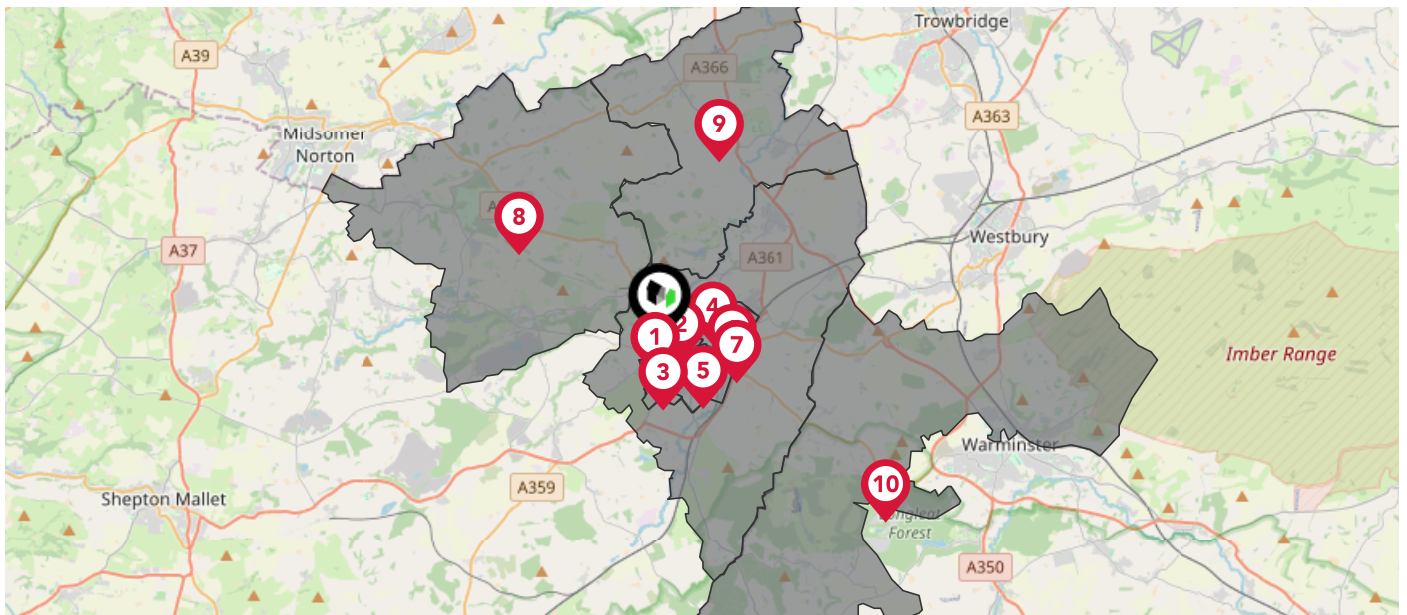 Trowbridge
A39
A366
9
A363
Midsomer
Norton
8
A37
Westbury
A361
4
2
1
7
3
5
Imber Range
Warminster
Shepton Mallet
A359
10
Longleat
Forest
A350